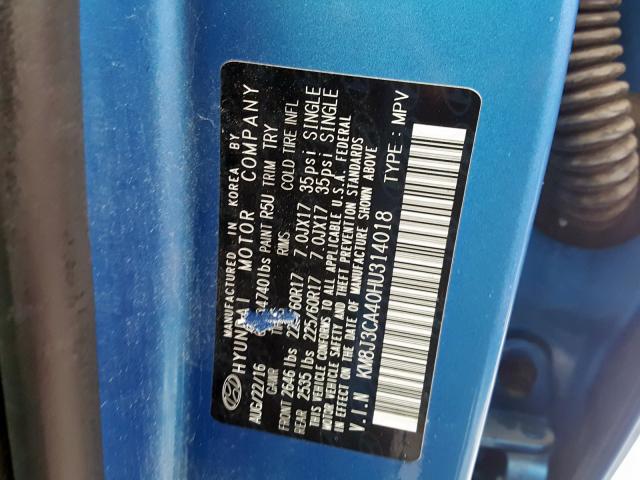 MANUFACTURED IN KOREA BY
HYUNDAI MOTOR COMPANY
AUG/22/16 4740lbs PAINT R5U TRIM TRY
GAWR RIMS COLD TIRE INFL
FRONT 2646 lbs 225/60R17 7.0JX17 35psi SINGLE
REAR 2535 lbs 225/60R17 7.0JX17 35psi SINGLE
THIS VEHICLE CONFORMS TO ALL APPLICABLE U.S.A. FEDERAL
MOTOR VEHICLE SAFETY AND THEFT PREVENTION STANDARDS
IN EFFECT ON THE DATE OF MANUFACTURE SHOWN ABOVE
V.I.N KM8J3CA40HU314018 TYPE : MPV